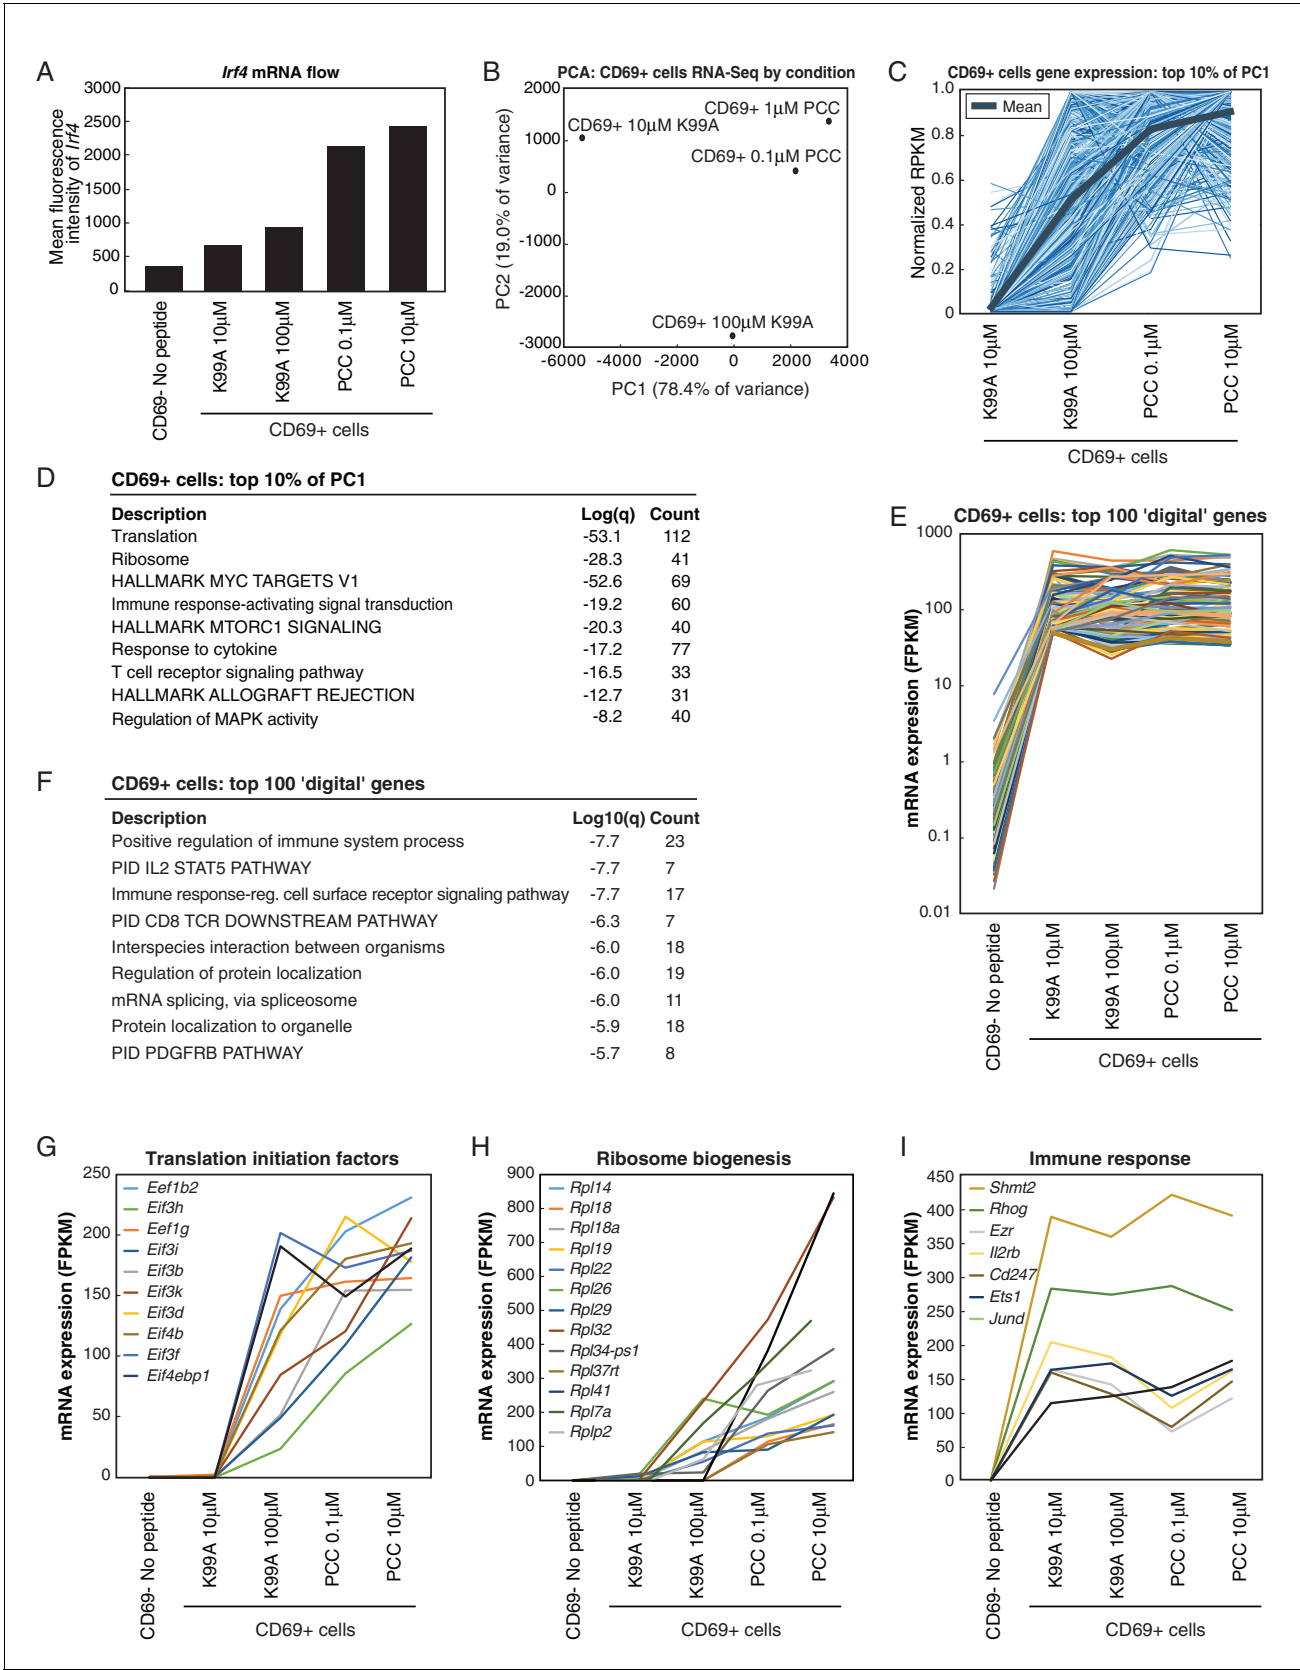 A
Irf4 mRNA flow
Mean fluorescence
intensity of Irf4
3000
2500
2000
1500
1000
500
0
CD69- No peptide
K99A 10µM
K99A 100µM
PCC 0.1µM
PCC 10µM
CD69+ cells
B
PCA: CD69+ cells RNA-Seq by condition
PC2 (19.0% of variance)
2000
1000
0
-1000
-2000
-3000
CD69+ 1µM PCC
CD69+ 10µM K99A
CD69+ 0.1µM PCC
CD69+ 100µM K99A
-6000 -4000 -2000 0 2000 4000
PC1 (78.4% of variance)
C
CD69+ cells gene expression: top 10% of PC1
Normalized RPKM
1.0
0.8
0.6
0.4
0.2
0
Mean
K99A 10µM
K99A 100µM
PCC 0.1µM
PCC 10µM
CD69+ cells
D
CD69+ cells: top 10% of PC1
Description Log(q) Count
Translation -53.1 112
Ribosome -28.3 41
HALLMARK MYC TARGETS V1 -52.6 69
Immune response-activating signal transduction -19.2 60
HALLMARK MTORC1 SIGNALING -20.3 40
Response to cytokine -17.2 77
T cell receptor signaling pathway -16.5 33
HALLMARK ALLOGRAFT REJECTION -12.7 31
Regulation of MAPK activity -8.2 40
E
CD69+ cells: top 100 'digital' genes
mRNA expresion (FPKM)
1000
100
10
1
0.1
0.01
CD69- No peptide
K99A 10µM
K99A 100µM
PCC 0.1µM
PCC 10µM
CD69+ cells
F
CD69+ cells: top 100 'digital' genes
Description Log10(q) Count
Positive regulation of immune system process -7.7 23
PID IL2 STAT5 PATHWAY -7.7 7
Immune response-reg. cell surface receptor signaling pathway -7.7 17
PID CD8 TCR DOWNSTREAM PATHWAY -6.3 7
Interspecies interaction between organisms -6.0 18
Regulation of protein localization -6.0 19
mRNA splicing, via spliceosome -6.0 11
Protein localization to organelle -5.9 18
PID PDGFRB PATHWAY -5.7 8
G
Translation initiation factors
mRNA expression (FPKM)
250
200
150
100
50
0
Eef1b2
Eif3h
Eef1g
Eif3i
Eif3b
Eif3k
Eif3d
Eif4b
Eif3f
Eif4ebp1
CD69- No peptide
K99A 10µM
K99A 100µM
PCC 0.1µM
PCC 10µM
CD69+ cells
H
Ribosome biogenesis
mRNA expression (FPKM)
900
800
700
600
500
400
300
200
100
0
Rpl14
Rpl18
Rpl18a
Rpl19
Rpl22
Rpl26
Rpl29
Rpl32
Rpl34-ps1
Rpl37rt
Rpl41
Rpl7a
Rplp2
CD69- No peptide
K99A 10µM
K99A 100µM
PCC 0.1µM
PCC 10µM
CD69+ cells
I
Immune response
mRNA expression (FPKM)
450
400
350
300
250
200
150
100
50
0
Shmt2
Rhog
Ezr
Il2rb
Cd247
Ets1
Jund
CD69- No peptide
K99A 10µM
K99A 100µM
PCC 0.1µM
PCC 10µM
CD69+ cells